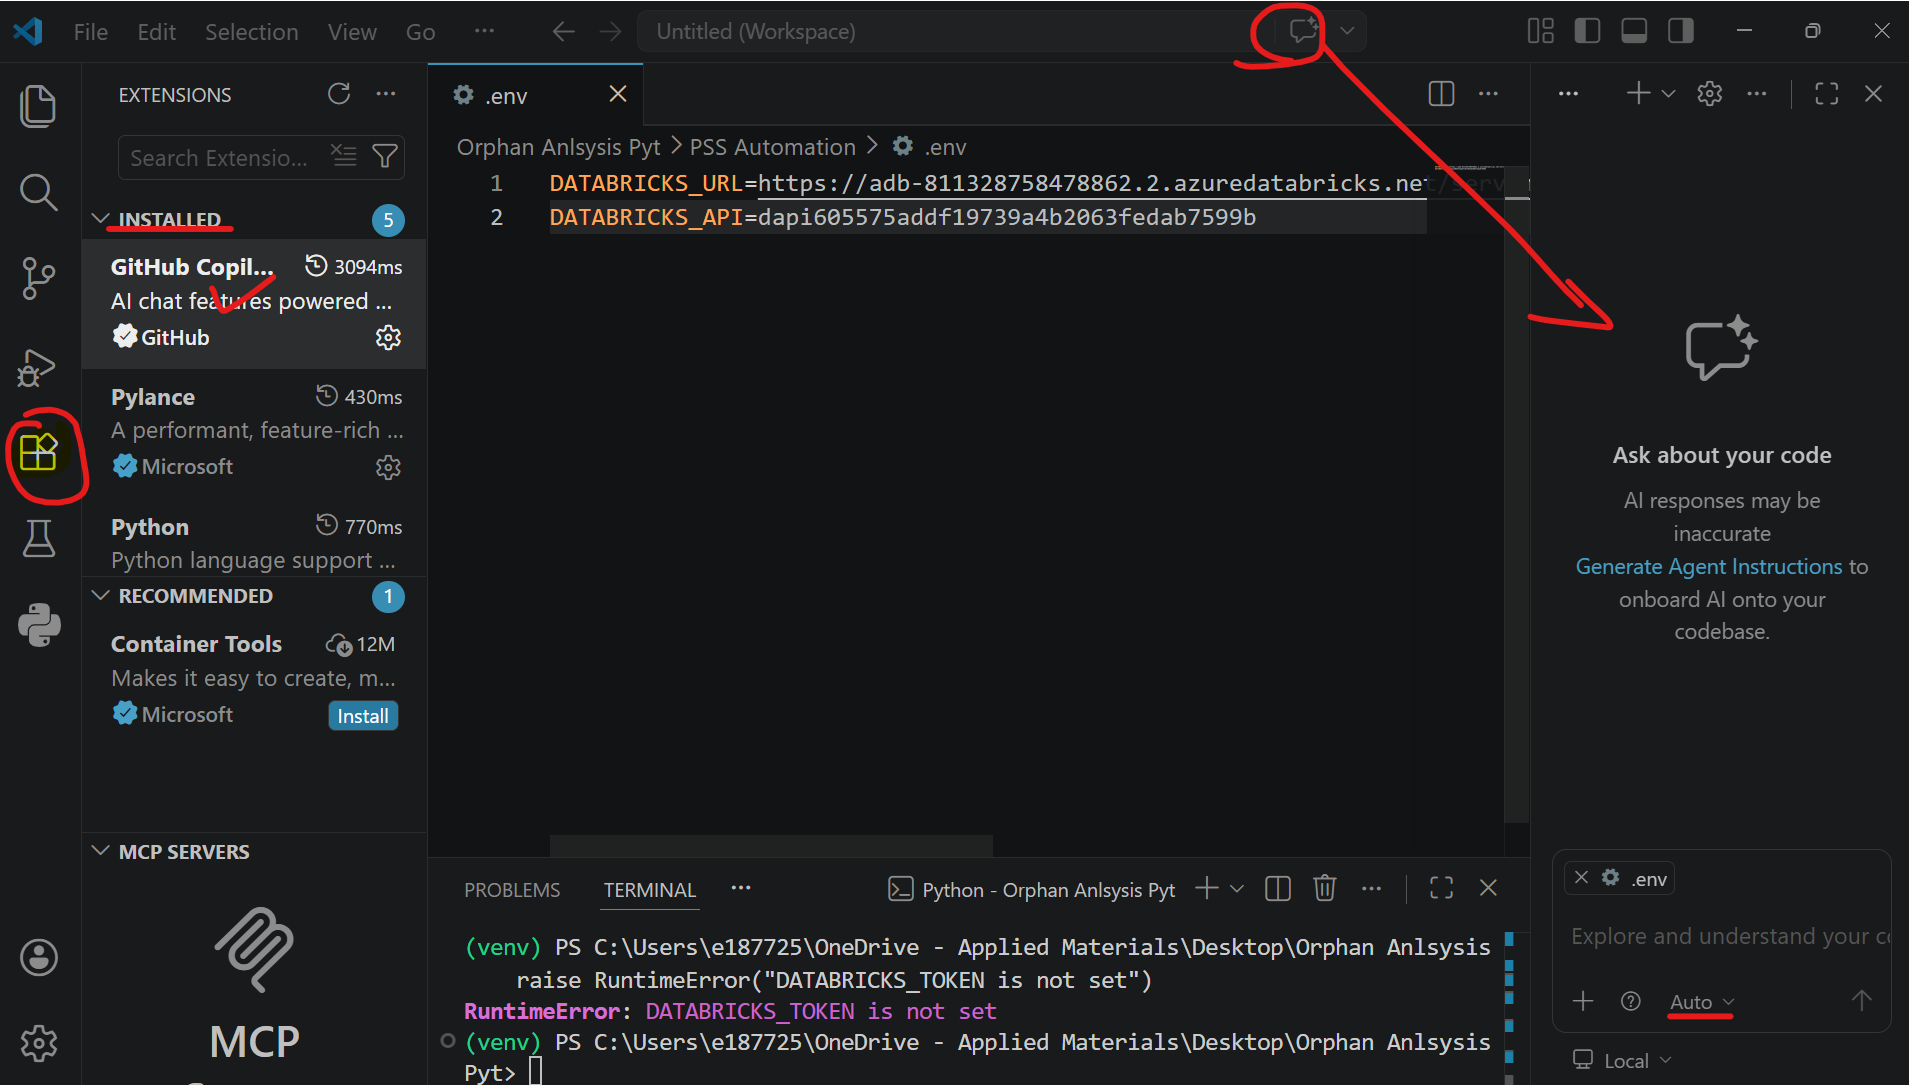 File Edit Selection View Go ... Untitled (Workspace)
EXTENSIONS
Search Extensio...
INSTALLED 5
GitHub Copil... 3094ms
AI chat features powered ...
GitHub
Pylance 430ms
A performant, feature-rich ...
Microsoft
Python 770ms
Python language support ...
RECOMMENDED 1
Container Tools 12M
Makes it easy to create, m...
Microsoft Install
MCP SERVERS
MCP
.env
Orphan Anlsysis Pyt > PSS Automation > .env
1 DATABRICKS_URL=https://adb-811328758478862.2.azuredatabricks.net/serv
2 DATABRICKS_API=dapi605575addf19739a4b2063fedab7599b
PROBLEMS TERMINAL ... Python - Orphan Anlsysis Pyt
(venv) PS C:\Users\e187725\OneDrive - Applied Materials\Desktop\Orphan Anlsysis
raise RuntimeError("DATABRICKS_TOKEN is not set")
RuntimeError: DATABRICKS_TOKEN is not set
(venv) PS C:\Users\e187725\OneDrive - Applied Materials\Desktop\Orphan Anlsysis
Pyt>
Ask about your code
AI responses may be
inaccurate
Generate Agent Instructions to
onboard AI onto your
codebase.
.env
Explore and understand your c
Auto
Local